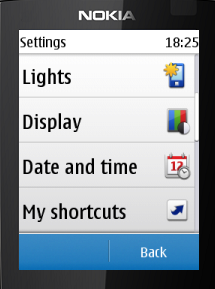 NOKIA
Settings 18:25
Lights
Display
Date and time
12
My shortcuts
Back